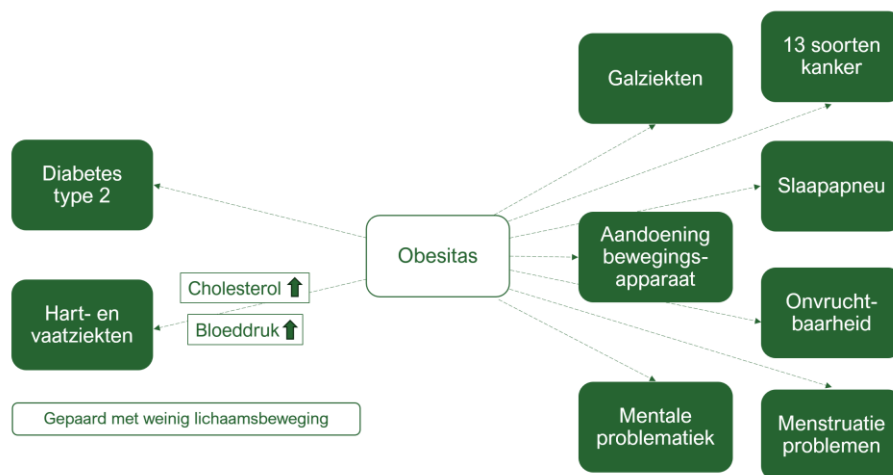 13 soorten
kanker
Galziekten
Diabetes
type 2
Slaapapneu
Obesitas
Aandoening
bewegings-
apparaat
Cholesterol
Hart- en
vaatziekten
Bloeddruk
Onvrucht-
baarheid
Gepaard met weinig lichaamsbeweging
Mentale
problematiek
Menstruatie
problemen